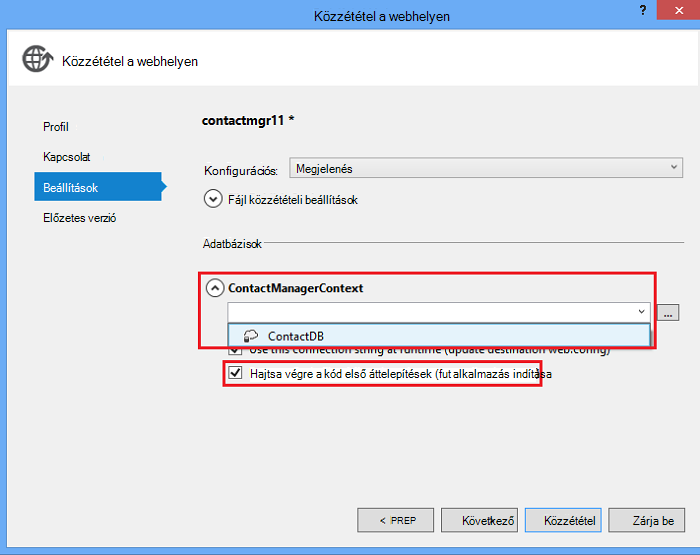 Közzététel a webhelyen
?
×
Közzététel a webhelyen
Profil
Kapcsolat
Beállítások
Előzetes verzió
contactmgr11 *
Konfigurációs:
Megjelenés
Fájl közzétételi beállítások
Adatbázisok
ContactManagerContext
...
ContactDB
Use this connection string at runtime (update destination web.config)
Hajtsa végre a kód első áttelepítések (fut alkalmazás indítása
< PREP
Következő
Közzététel
Zárja be